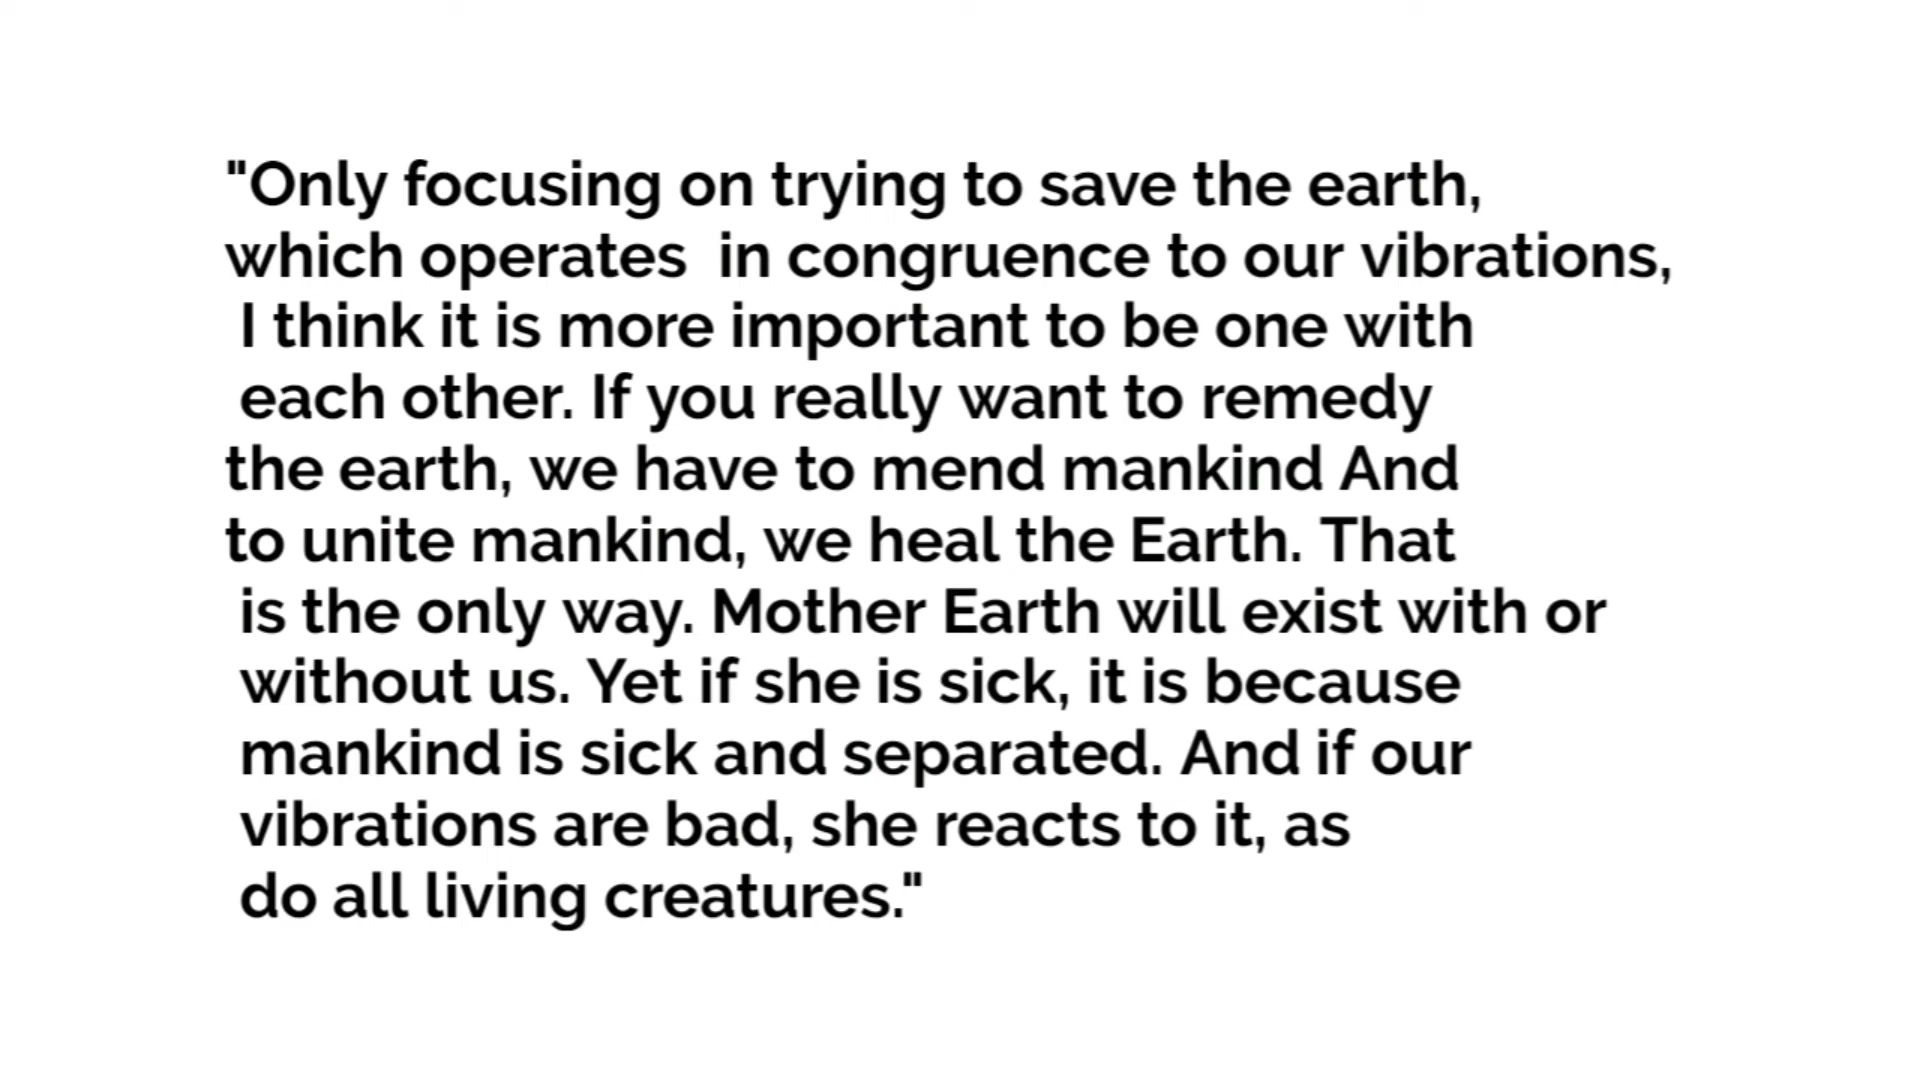 "Only focusing on trying to save the earth,
which operates  in congruence to our vibrations,
I think it is more important to be one with
each other. If you really want to remedy
the earth, we have to mend mankind And
to unite mankind, we heal the Earth. That
is the only way. Mother Earth will exist with or
without us. Yet if she is sick, it is because
mankind is sick and separated. And if our
vibrations are bad, she reacts to it, as
do all living creatures."